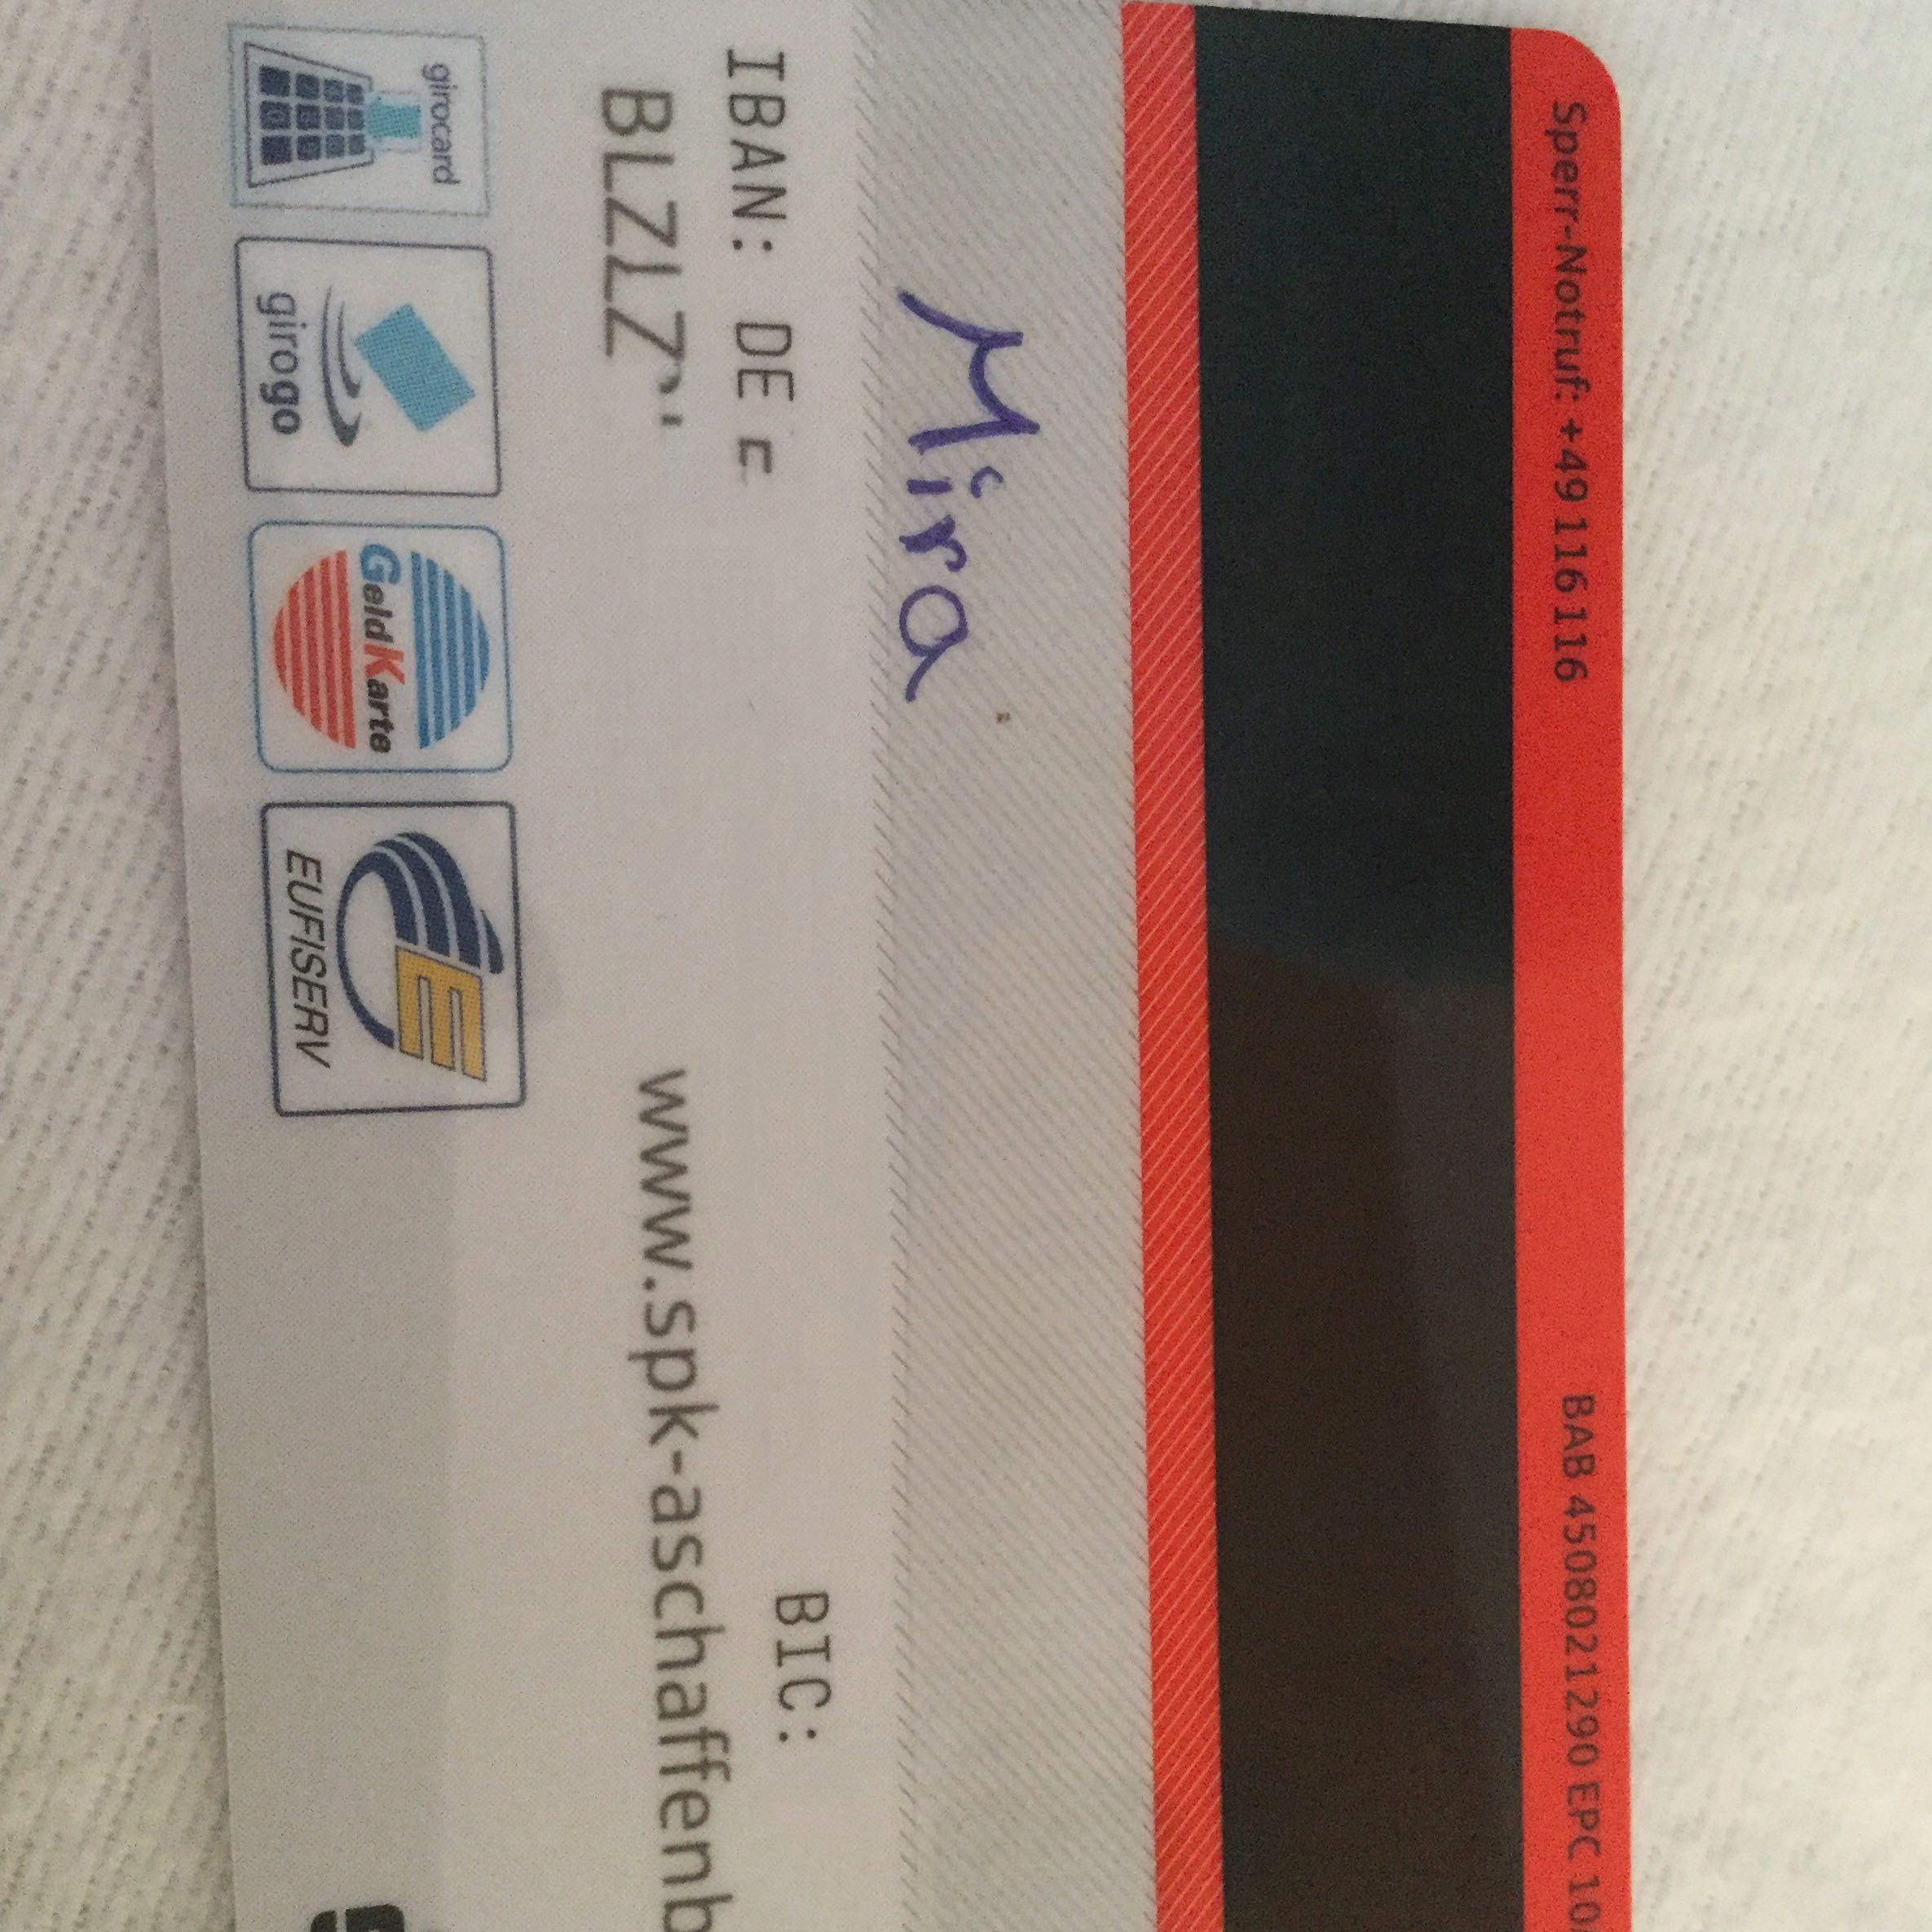 Sperr-Notruf: +49 116 116 BAB 4508021290 EPC 10
Mira
IBAN: DE BIC:
www.spk-aschaffenb
girocard
girogo
GeldKarte
EUFISERV